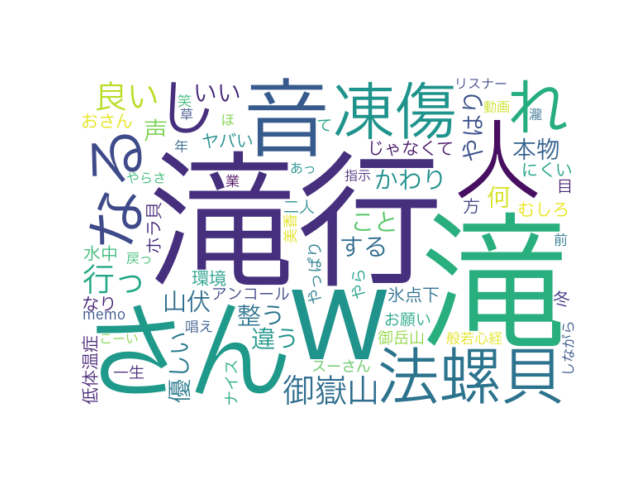 滝行
滝
さん
w
人
音
凍傷
法螺貝
なる
し
れ
御嶽山
良い
いい
笑
草
リスナー
動画
瀧
おさん
声
ほ
て
やはり
年
ヤバい
じゃなくて
本物
にくい
やらさ
あっ
業
指示
かわり
何
目
ホラ貝
二人
美香
こと
方
むしろ
水中
戻っ
やっぱり
する
前
行っ
環境
やら
なり
山伏
アンコール
氷点下
冬
memo
唱え
整う
お願い
しながら
低体温症
こーい
優しい
違う
御岳山
般若心経
一生
ナイス
スーさん